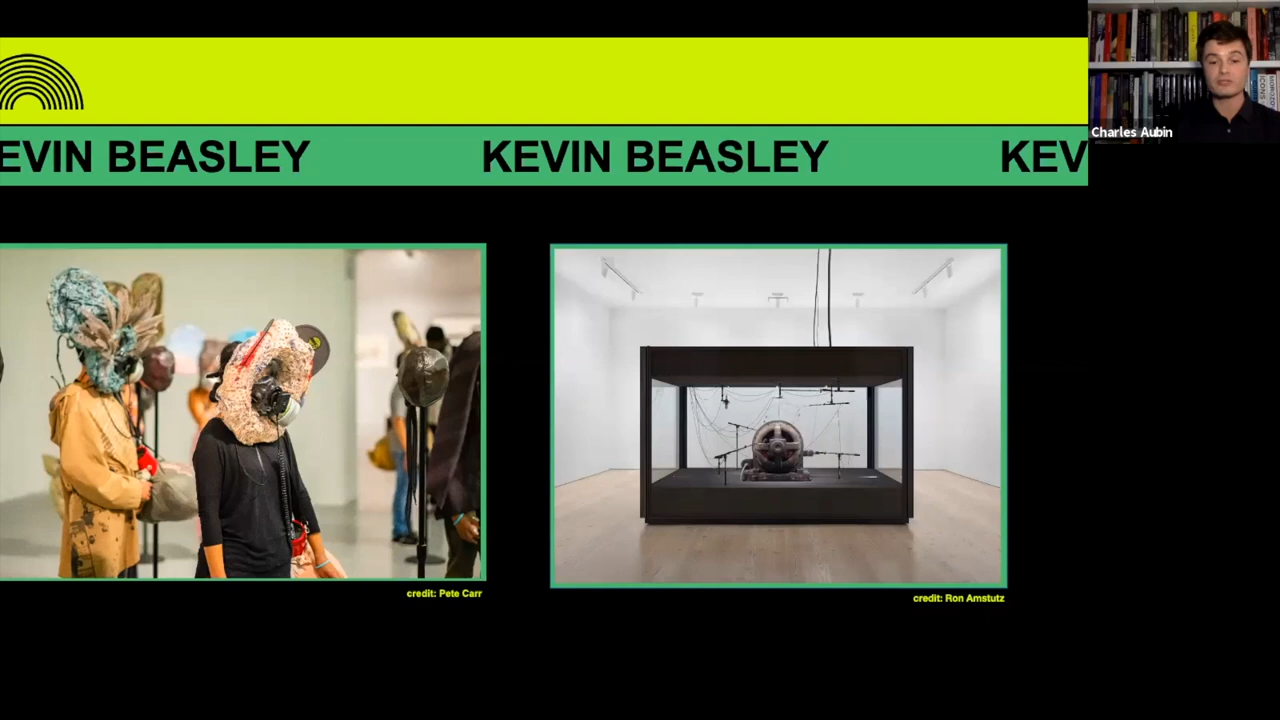 EVIN BEASLEY KEVIN BEASLEY KEV
Charles Aubin
credit: Pete Carr
credit: Ron Amstutz